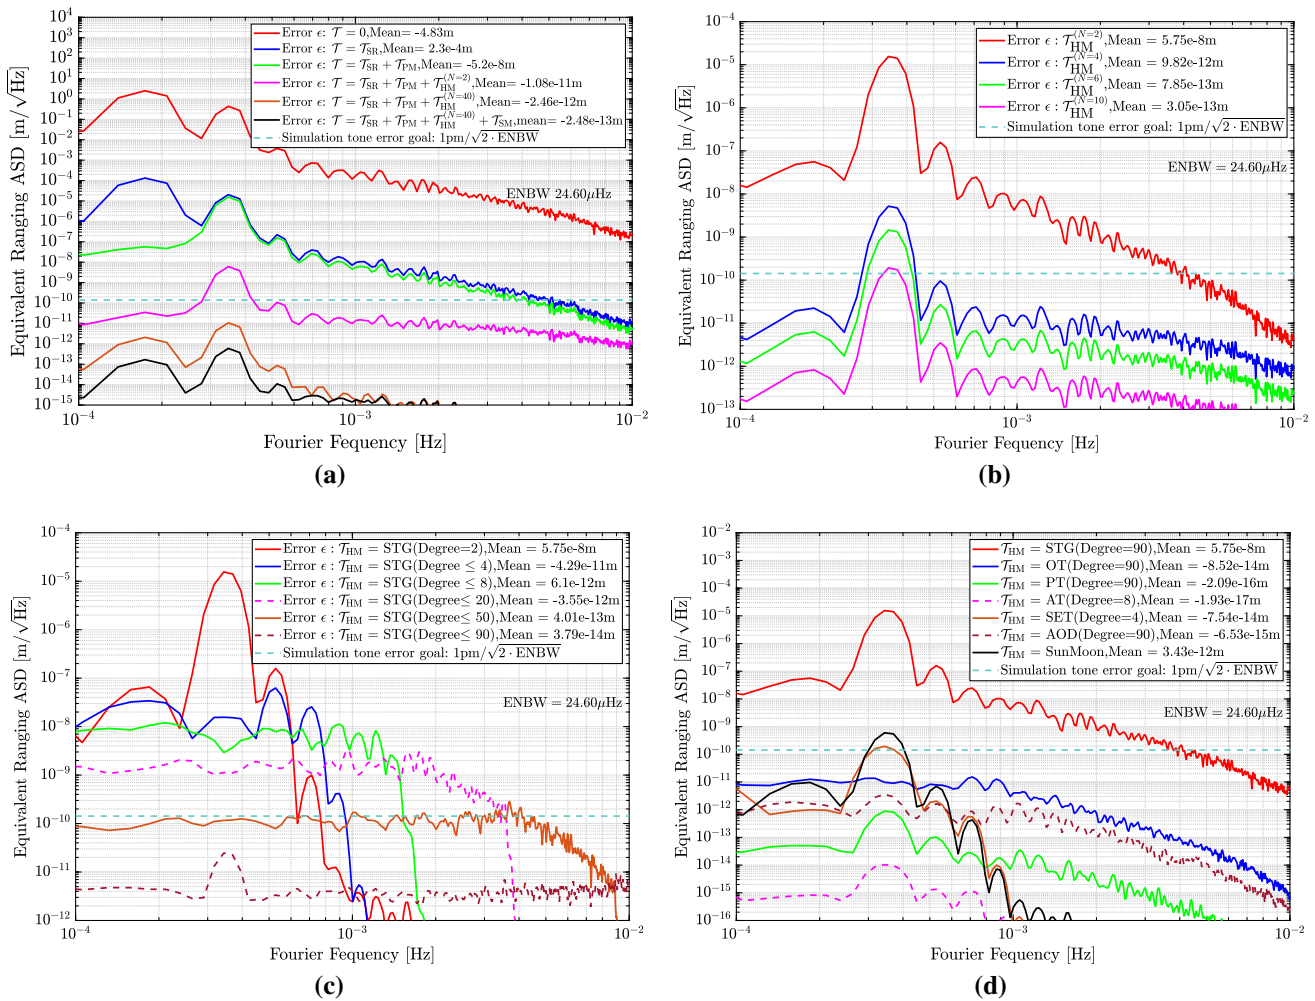 Equivalent Ranging ASD [m/√Hz]
10^4
10^3
10^2
10^1
10^0
10^-1
10^-2
10^-3
10^-4
10^-5
10^-6
10^-7
10^-8
10^-9
10^-10
10^-11
10^-12
10^-13
10^-14
10^-15
Error ϵ: 𝒯 = 0,Mean= -4.83m
Error ϵ: 𝒯 = 𝒯_SR,Mean= 2.3e-4m
Error ϵ: 𝒯 = 𝒯_SR + 𝒯_PM,Mean= -5.2e-8m
Error ϵ: 𝒯 = 𝒯_SR + 𝒯_PM + 𝒯_HM^(N=2),Mean= -1.08e-11m
Error ϵ: 𝒯 = 𝒯_SR + 𝒯_PM + 𝒯_HM^(N=40),Mean= -2.46e-12m
Error ϵ: 𝒯 = 𝒯_SR + 𝒯_PM + 𝒯_HM^(N=40) + 𝒯_SM,mean= -2.48e-13m
Simulation tone error goal: 1pm/√2 · ENBW
ENBW 24.60μHz
10^-4 10^-3 10^-2
Fourier Fequency [Hz]
(a)
Equivalent Ranging ASD [m/√Hz]
10^-4
10^-5
10^-6
10^-7
10^-8
10^-9
10^-10
10^-11
10^-12
10^-13
Error ϵ : 𝒯_HM^(N=2),Mean = 5.75e-8m
Error ϵ : 𝒯_HM^(N=4),Mean = 9.82e-12m
Error ϵ : 𝒯_HM^(N=6),Mean = 7.85e-13m
Error ϵ : 𝒯_HM^(N=10),Mean = 3.05e-13m
Simulation tone error goal: 1pm/√2 · ENBW
ENBW = 24.60μHz
10^-4 10^-3 10^-2
Fourier Fequency [Hz]
(b)
Equivalent Ranging ASD [m/√Hz]
10^-4
10^-5
10^-6
10^-7
10^-8
10^-9
10^-10
10^-11
10^-12
Error ϵ : 𝒯_HM = STG(Degree=2),Mean = 5.75e-8m
Error ϵ : 𝒯_HM = STG(Degree ≤ 4),Mean = -4.29e-11m
Error ϵ : 𝒯_HM = STG(Degree ≤ 8),Mean = 6.1e-12m
Error ϵ : 𝒯_HM = STG(Degree≤ 20),Mean = -3.55e-12m
Error ϵ : 𝒯_HM = STG(Degree≤ 50),Mean = 4.01e-13m
Error ϵ : 𝒯_HM = STG(Degree≤ 90),Mean = 3.79e-14m
Simulation tone error goal: 1pm/√2 · ENBW
ENBW = 24.60μHz
10^-4 10^-3 10^-2
Fourier Fequency [Hz]
(c)
Equivalent Ranging ASD [m/√Hz]
10^-2
10^-3
10^-4
10^-5
10^-6
10^-7
10^-8
10^-9
10^-10
10^-11
10^-12
10^-13
10^-14
10^-15
10^-16
𝒯_HM = STG(Degree=90),Mean = 5.75e-8m
𝒯_HM = OT(Degree=90),Mean = -8.52e-14m
𝒯_HM = PT(Degree=90),Mean = -2.09e-16m
𝒯_HM = AT(Degree=8),Mean = -1.93e-17m
𝒯_HM = SET(Degree=4),Mean = -7.54e-14m
𝒯_HM = AOD(Degree=90),Mean = -6.53e-15m
𝒯_HM = SunMoon,Mean = 3.43e-12m
Simulation tone error goal: 1pm/√2 · ENBW
ENBW = 24.60μHz
10^-4 10^-3 10^-2
Fourier Fequency [Hz]
(d)